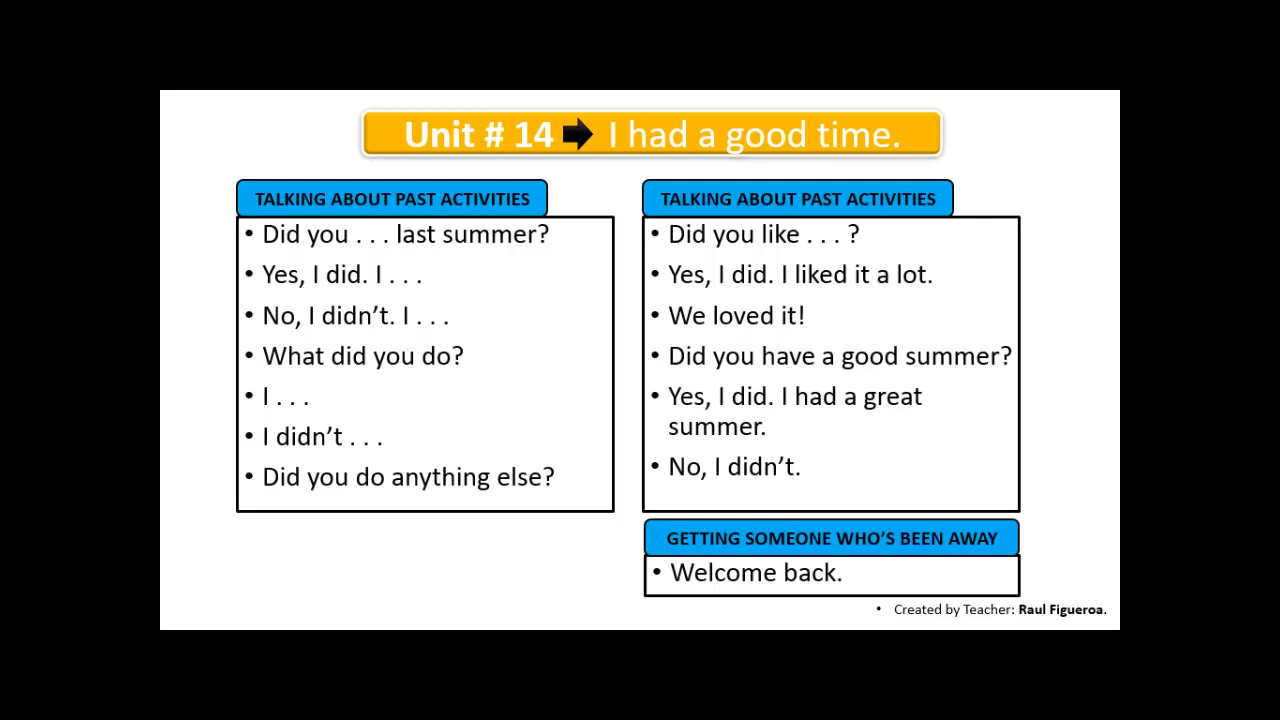 Unit # 14 I had a good time.
TALKING ABOUT PAST ACTIVITIES
• Did you . . . last summer?
• Yes, I did. I . . .
• No, I didn’t. I . . .
• What did you do?
• I . . .
• I didn’t . . .
• Did you do anything else?
TALKING ABOUT PAST ACTIVITIES
• Did you like . . . ?
• Yes, I did. I liked it a lot.
• We loved it!
• Did you have a good summer?
• Yes, I did. I had a great
summer.
• No, I didn’t.
GETTING SOMEONE WHO’S BEEN AWAY
• Welcome back.
• Created by Teacher: Raul Figueroa.